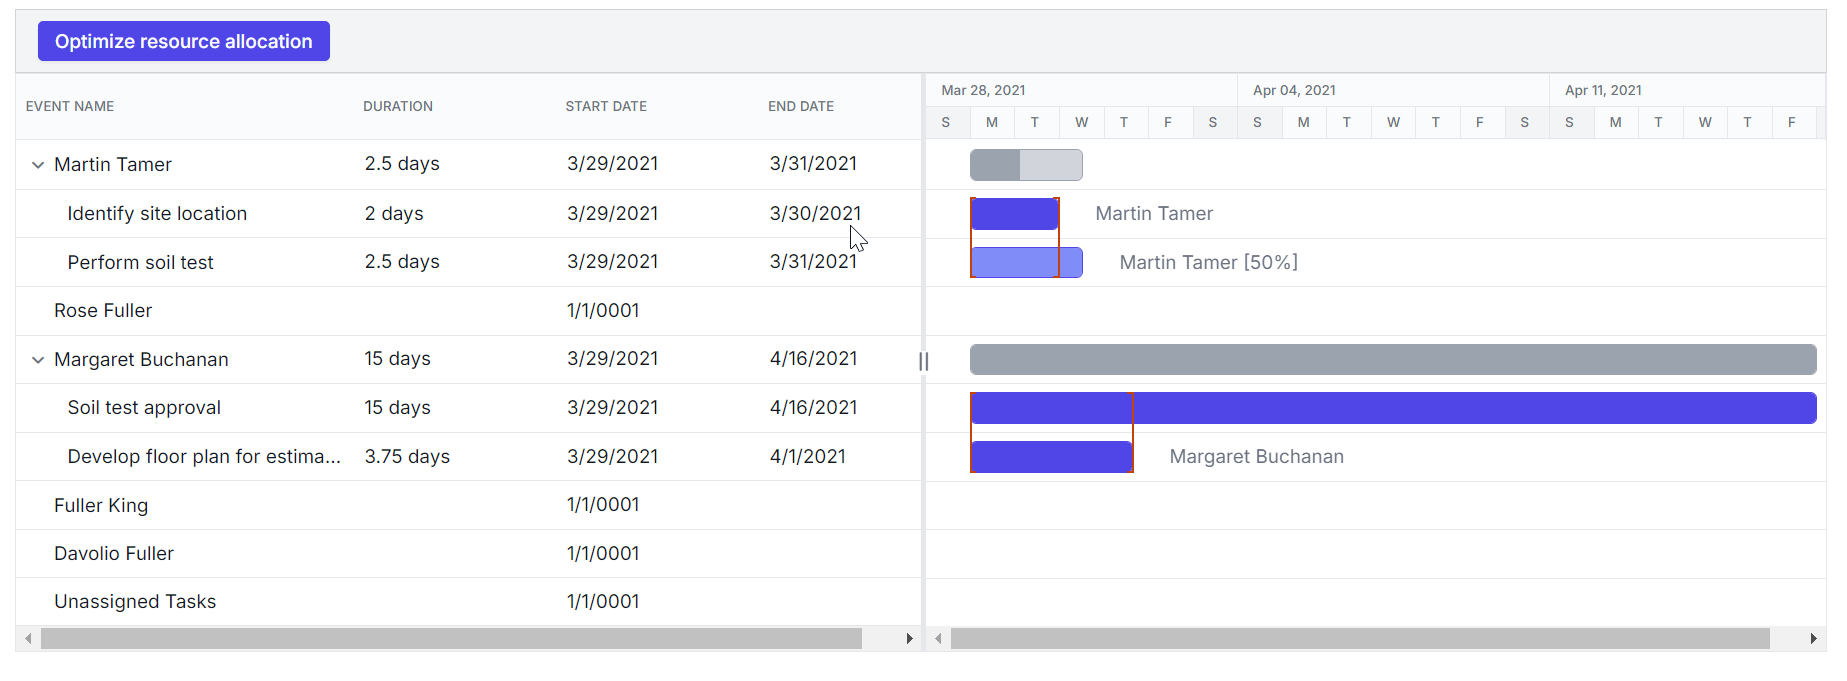 Optimize resource allocation
EVENT NAME DURATION START DATE END DATE
Mar 28, 2021 Apr 04, 2021 Apr 11, 2021
S M T W T F S S M T W T F S S M T W T F
Martin Tamer 2.5 days 3/29/2021 3/31/2021
Identify site location 2 days 3/29/2021 3/30/2021 Martin Tamer
Perform soil test 2.5 days 3/29/2021 3/31/2021 Martin Tamer [50%]
Rose Fuller 1/1/0001
Margaret Buchanan 15 days 3/29/2021 4/16/2021
Soil test approval 15 days 3/29/2021 4/16/2021
Develop floor plan for estima... 3.75 days 3/29/2021 4/1/2021 Margaret Buchanan
Fuller King 1/1/0001
Davolio Fuller 1/1/0001
Unassigned Tasks 1/1/0001